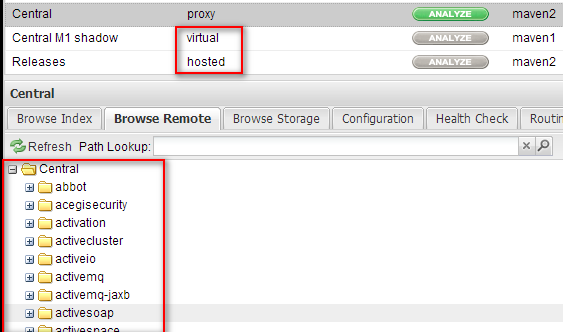 Central proxy ANALYZE maven2
Central M1 shadow virtual ANALYZE maven1
Releases hosted ANALYZE maven2
Central
Browse Index Browse Remote Browse Storage Configuration Health Check Routin
Refresh Path Lookup:
Central
abbot
acegisecurity
activation
activecluster
activeio
activemq
activemq-jaxb
activesoap
activespace